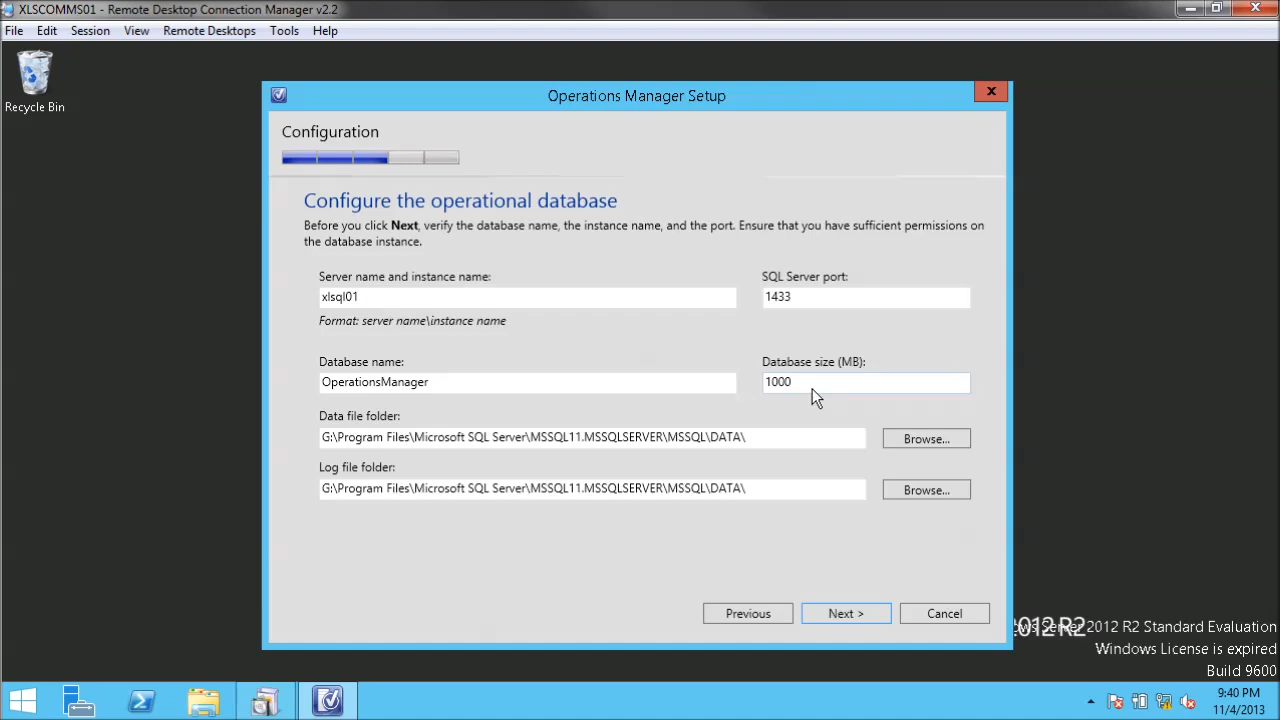 XLSCOMMS01 - Remote Desktop Connection Manager v2.2
File Edit Session View Remote Desktops Tools Help
Recycle Bin
Operations Manager Setup
Configuration
Configure the operational database
Before you click Next, verify the database name, the instance name, and the port. Ensure that you have sufficient permissions on
the database instance.
Server name and instance name:
SQL Server port:
xlsql01
1433
Format: server name\instance name
Database name:
Database size (MB):
OperationsManager
1000
Data file folder:
G:\Program Files\Microsoft SQL Server\MSSQL11.MSSQLSERVER\MSSQL\DATA\
Browse...
Log file folder:
G:\Program Files\Microsoft SQL Server\MSSQL11.MSSQLSERVER\MSSQL\DATA\
Browse...
Previous
Next >
Cancel
2012 R2
2012 R2 Standard Evaluation
Windows License is expired
Build 9600
9:40 PM
11/4/2013